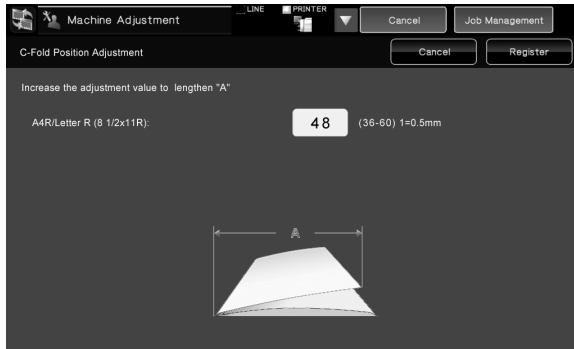 Machine Adjustment
LINE
PRINTER
Cancel
Job Management
C-Fold Position Adjustment
Cancel
Register
Increase the adjustment value to lengthen "A"
A4R/Letter R (8 1/2x11R):
48
(36-60) 1=0.5mm
A